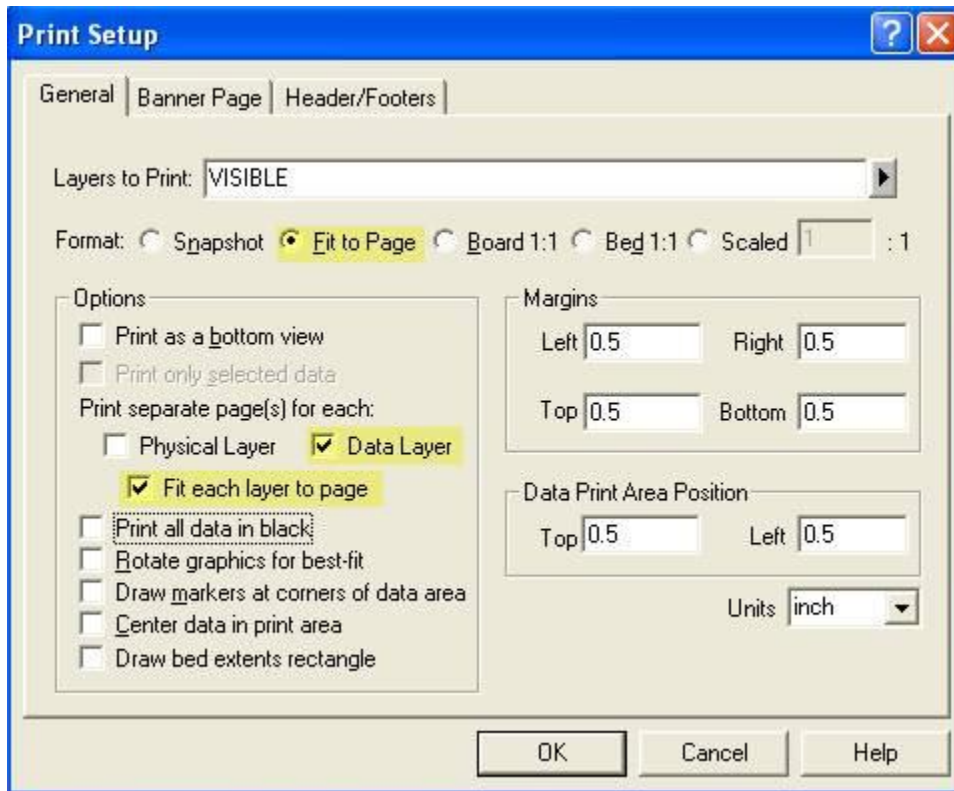 Print Setup
General Banner Page Header/Footers
Layers to Print: VISIBLE
Format: Snapshot Fit to Page Board 1:1 Bed 1:1 Scaled 1 : 1
Options
Print as a bottom view
Print only selected data
Print separate page(s) for each:
Physical Layer Data Layer
Fit each layer to page
Print all data in black
Rotate graphics for best-fit
Draw markers at corners of data area
Center data in print area
Draw bed extents rectangle
Margins
Left 0.5 Right 0.5
Top 0.5 Bottom 0.5
Data Print Area Position
Top 0.5 Left 0.5
Units inch
OK Cancel Help